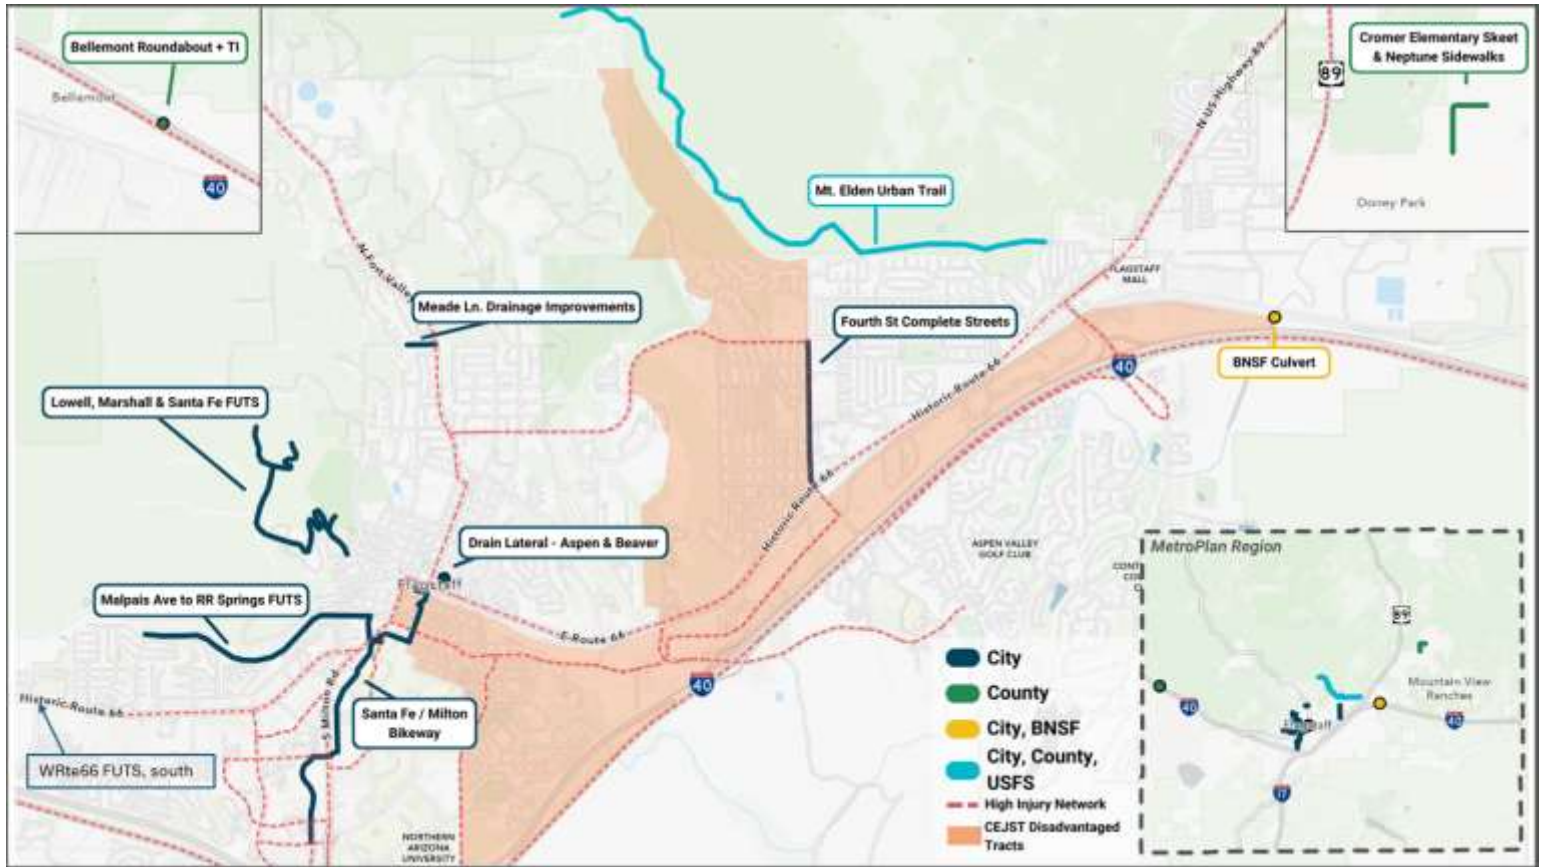 Bellemont Roundabout + TI
Bellemont
40
Cromer Elementary Skeet
& Neptune Sidewalks
89
Doney Park
N US Highway 89
Mt. Elden Urban Trail
N Fort Valley
FLAGSTAFF
MALL
Meade Ln. Drainage Improvements
Fourth St Complete Streets
BNSF Culvert
40
Historic Route 66
Lowell, Marshall & Santa Fe FUTS
Historic Route 66
Drain Lateral - Aspen & Beaver
ASPEN VALLEY
GOLF CLUB
Flagstaff
Malpais Ave to RR Springs FUTS
E Route 66
40
Historic Route 66
S Milton Rd
Santa Fe / Milton
Bikeway
WRte66 FUTS, south
NORTHERN
ARIZONA
UNIVERSITY
City
County
City, BNSF
City, County,
USFS
High Injury Network
CEJST Disadvantaged
Tracts
MetroPlan Region
89
Mountain View
Ranches
40
40
Flagstaff
17